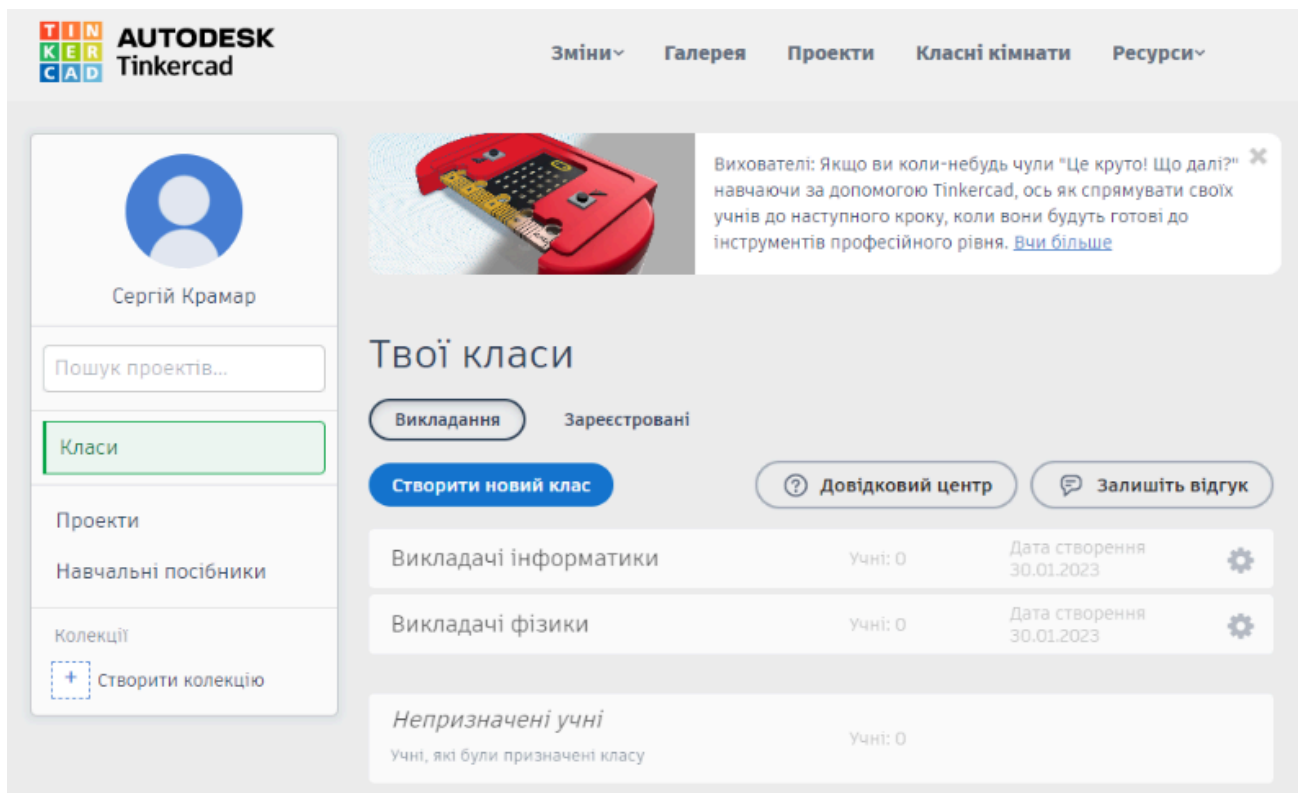 TIN
KER
CAD
AUTODESK
Tinkercad
Зміни Галерея Проекти Класні кімнати Ресурси
Сергій Крамар
Пошук проектів...
Класи
Проекти
Навчальні посібники
Колекції
+ Створити колекцію
Вихователі: Якщо ви коли-небудь чули "Це круто! Що далі?"
навчаючи за допомогою Tinkercad, ось як спрямувати своїх
учнів до наступного кроку, коли вони будуть готові до
інструментів професійного рівня. Вчи більше
Твої класи
Викладання Зареєстровані
Створити новий клас ? Довідковий центр Залишіть відгук
Викладачі інформатики Учні: 0 Дата створення
30.01.2023
Викладачі фізики Учні: 0 Дата створення
30.01.2023
Непризначені учні
Учні, які були призначені класу Учні: 0